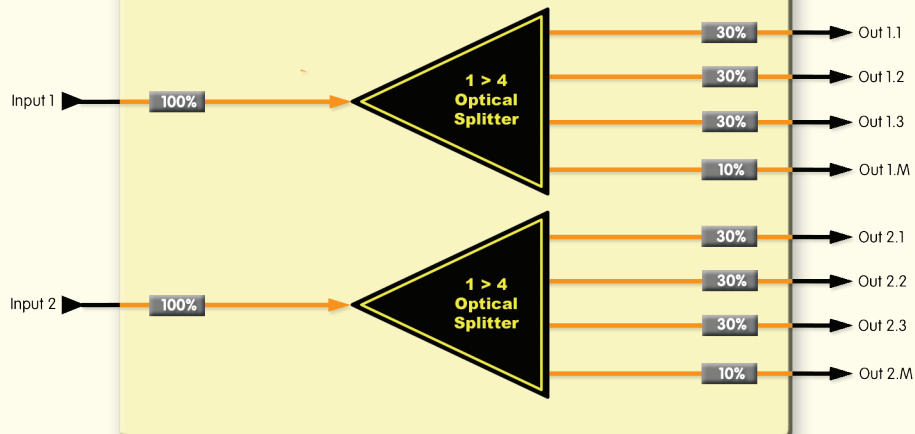 Input 1
100%
1 > 4
Optical
Splitter
30%
Out 1.1
30%
Out 1.2
30%
Out 1.3
10%
Out 1.M
Input 2
100%
1 > 4
Optical
Splitter
30%
Out 2.1
30%
Out 2.2
30%
Out 2.3
10%
Out 2.M